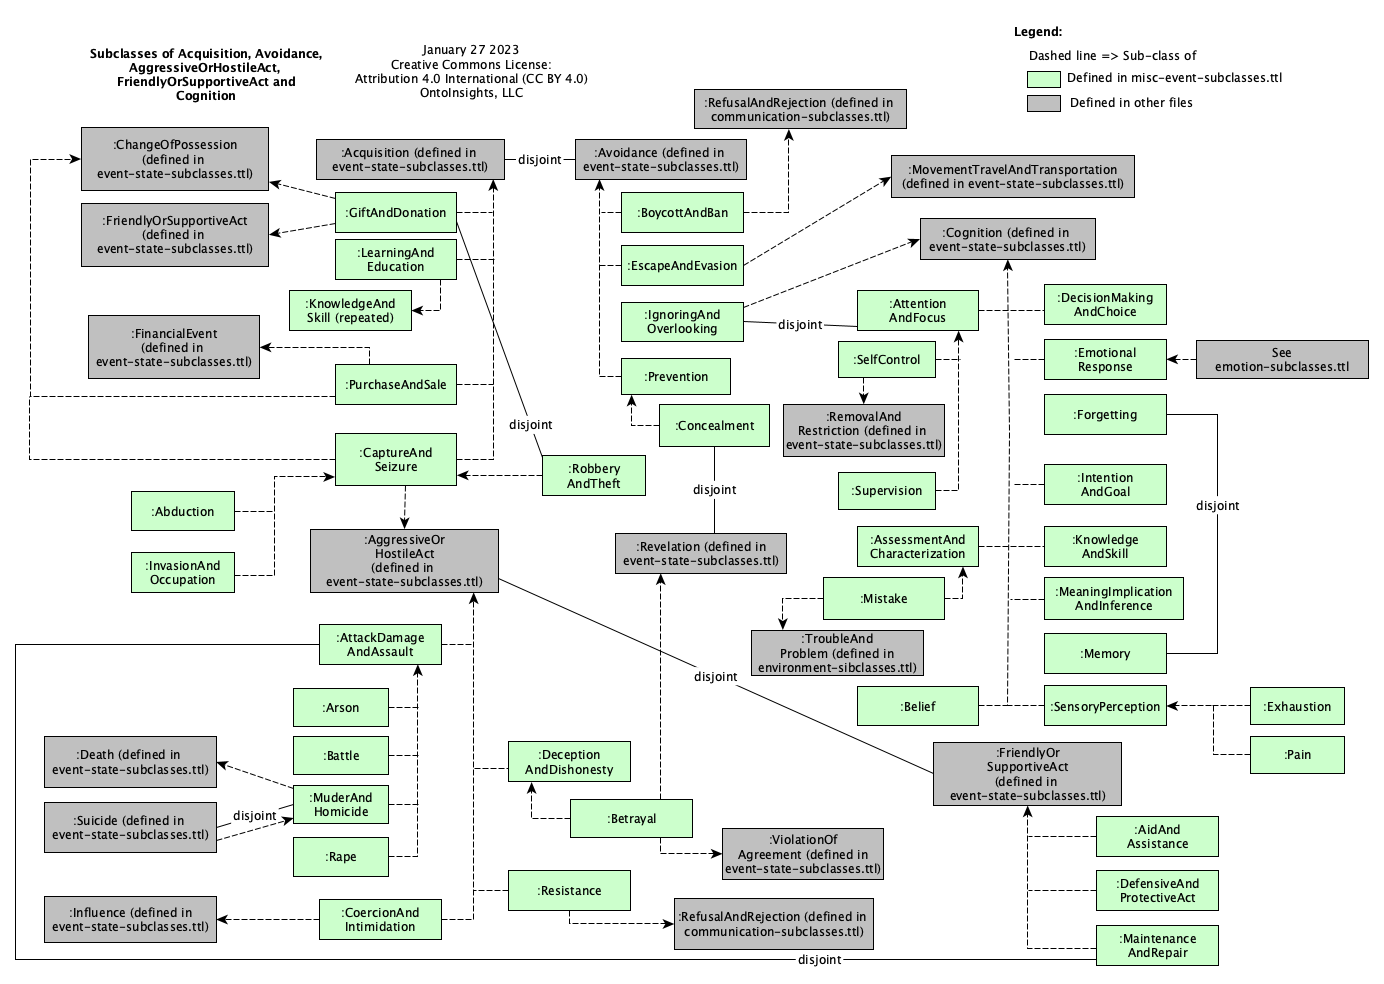 Subclasses of Acquisition, Avoidance,
AggressiveOrHostileAct,
FriendlyOrSupportiveAct and
Cognition
January 27 2023
Creative Commons License:
Attribution 4.0 International (CC BY 4.0)
OntoInsights, LLC
Legend:
Dashed line => Sub-class of
Defined in misc-event-subclasses.ttl
Defined in other files
:RefusalAndRejection (defined in
communication-subclasses.ttl)
:ChangeOfPossession
(defined in
event-state-subclasses.ttl)
:Acquisition (defined in
event-state-subclasses.ttl)
disjoint
:Avoidance (defined in
event-state-subclasses.ttl)
:MovementTravelAndTransportation
(defined in event-state-subclasses.ttl)
:FriendlyOrSupportiveAct
(defined in
event-state-subclasses.ttl)
:GiftAndDonation
:BoycottAndBan
:Cognition (defined in
event-state-subclasses.ttl)
:LearningAnd
Education
:EscapeAndEvasion
:KnowledgeAnd
Skill (repeated)
:IgnoringAnd
Overlooking
disjoint
:Attention
AndFocus
:DecisionMaking
AndChoice
:FinancialEvent
(defined in
event-state-subclasses.ttl)
:SelfControl
:Emotional
Response
See
emotion-subclasses.ttl
:PurchaseAndSale
:Prevention
:RemovalAnd
Restriction (defined in
event-state-subclasses.ttl)
:Forgetting
disjoint
:Concealment
:CaptureAnd
Seizure
:Robbery
AndTheft
disjoint
:Supervision
:Intention
AndGoal
disjoint
:Abduction
:AggressiveOr
HostileAct
(defined in
event-state-subclasses.ttl)
:Revelation (defined in
event-state-subclasses.ttl)
:AssessmentAnd
Characterization
:Knowledge
AndSkill
:InvasionAnd
Occupation
:Mistake
:MeaningImplication
AndInference
:AttackDamage
AndAssault
:TroubleAnd
Problem (defined in
environment-sibclasses.ttl)
:Memory
disjoint
:Arson
:Belief
:SensoryPerception
:Exhaustion
:Death (defined in
event-state-subclasses.ttl)
:Battle
:Deception
AndDishonesty
:FriendlyOr
SupportiveAct
(defined in
event-state-subclasses.ttl)
:Pain
:Suicide (defined in
event-state-subclasses.ttl)
disjoint
:MuderAnd
Homicide
:Betrayal
:ViolationOf
Agreement (defined in
event-state-subclasses.ttl)
:AidAnd
Assistance
:Rape
:Resistance
:DefensiveAnd
ProtectiveAct
:Influence (defined in
event-state-subclasses.ttl)
:CoercionAnd
Intimidation
:RefusalAndRejection (defined in
communication-subclasses.ttl)
:Maintenance
AndRepair
disjoint